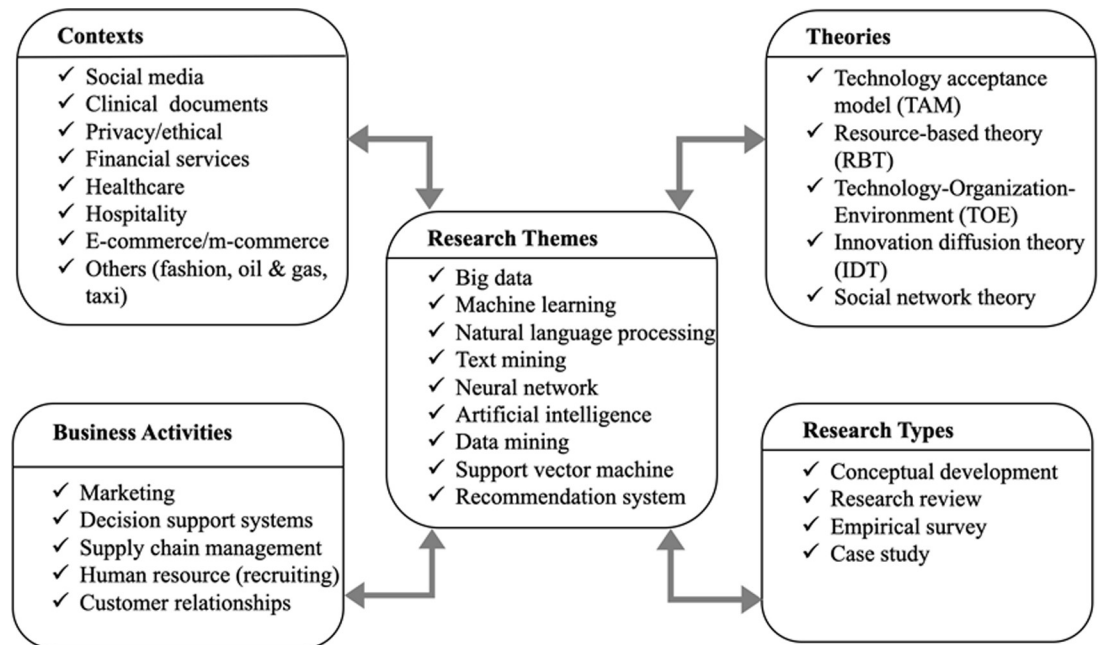 Contexts
✓ Social media
✓ Clinical documents
✓ Privacy/ethical
✓ Financial services
✓ Healthcare
✓ Hospitality
✓ E-commerce/m-commerce
✓ Others (fashion, oil & gas,
taxi)
Theories
✓ Technology acceptance
model (TAM)
✓ Resource-based theory
(RBT)
✓ Technology-Organization-
Environment (TOE)
✓ Innovation diffusion theory
(IDT)
✓ Social network theory
Research Themes
✓ Big data
✓ Machine learning
✓ Natural language processing
✓ Text mining
✓ Neural network
✓ Artificial intelligence
✓ Data mining
✓ Support vector machine
✓ Recommendation system
Business Activities
✓ Marketing
✓ Decision support systems
✓ Supply chain management
✓ Human resource (recruiting)
✓ Customer relationships
Research Types
✓ Conceptual development
✓ Research review
✓ Empirical survey
✓ Case study